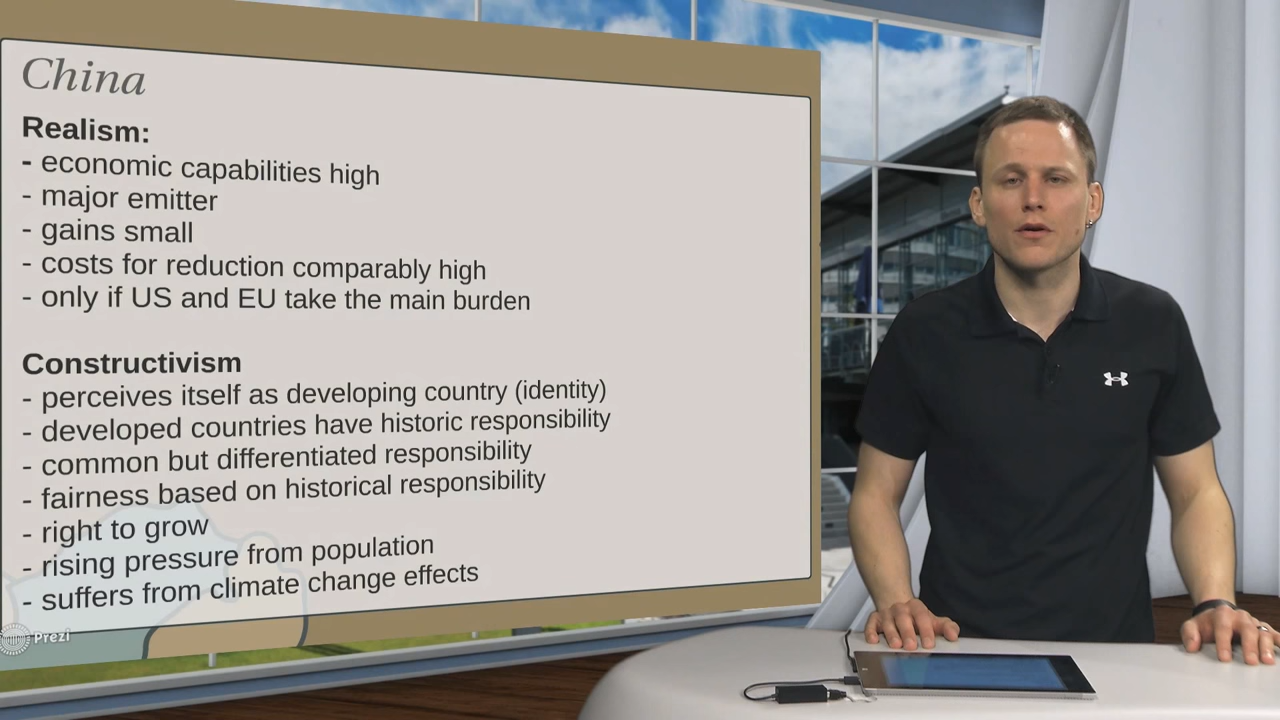 China
Realism:
- economic capabilities high
- major emitter
- gains small
- costs for reduction comparably high
- only if US and EU take the main burden
Constructivism
- perceives itself as developing country (identity)
- developed countries have historic responsibility
- common but differentiated responsibility
- fairness based on historical responsibility
- right to grow
- rising pressure from population
- suffers from climate change effects
Prezi